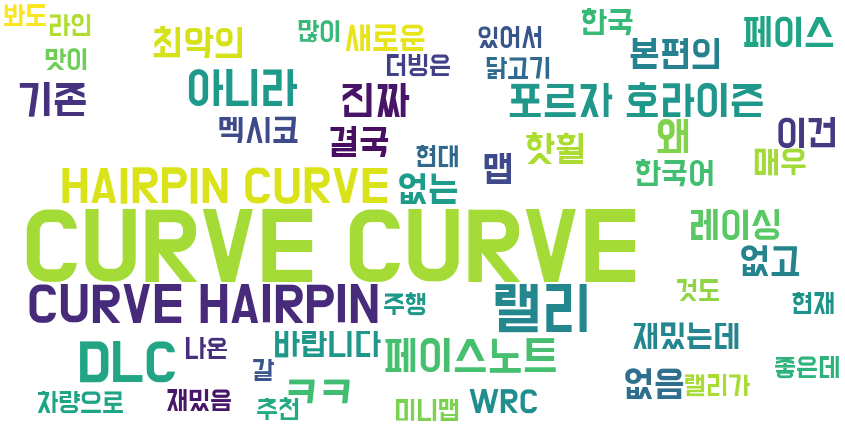 봐도
라인
최악의
많이
새로운
있어서
한국
페이스
맛이
더빙은
닭고기
본편의
기존
아니라
진짜
포르자 호라이즌
멕시코
결국
현대
맵
핫휠
왜
이건
한국어
매우
HAIRPIN CURVE
없는
CURVE CURVE
레이싱
없고
CURVE HAIRPIN
주행
랠리
것도
현재
DLC
나온
바랍니다
페이스노트
재밌는데
갈
좋은데
차량으로
재밌음
추천
ㅋㅋ
미니맵
WRC
없음
랠리가